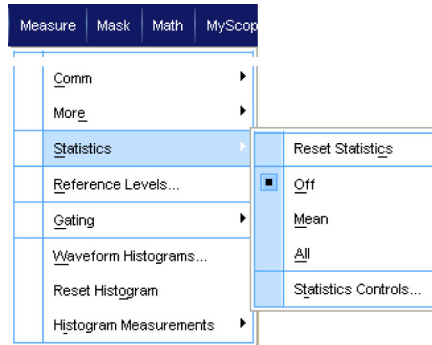 Measure Mask Math MyScop
Comm
More
Statistics
Reference Levels...
Gating
Waveform Histograms...
Reset Histogram
Histogram Measurements
Reset Statistics
Off
Mean
All
Statistics Controls...